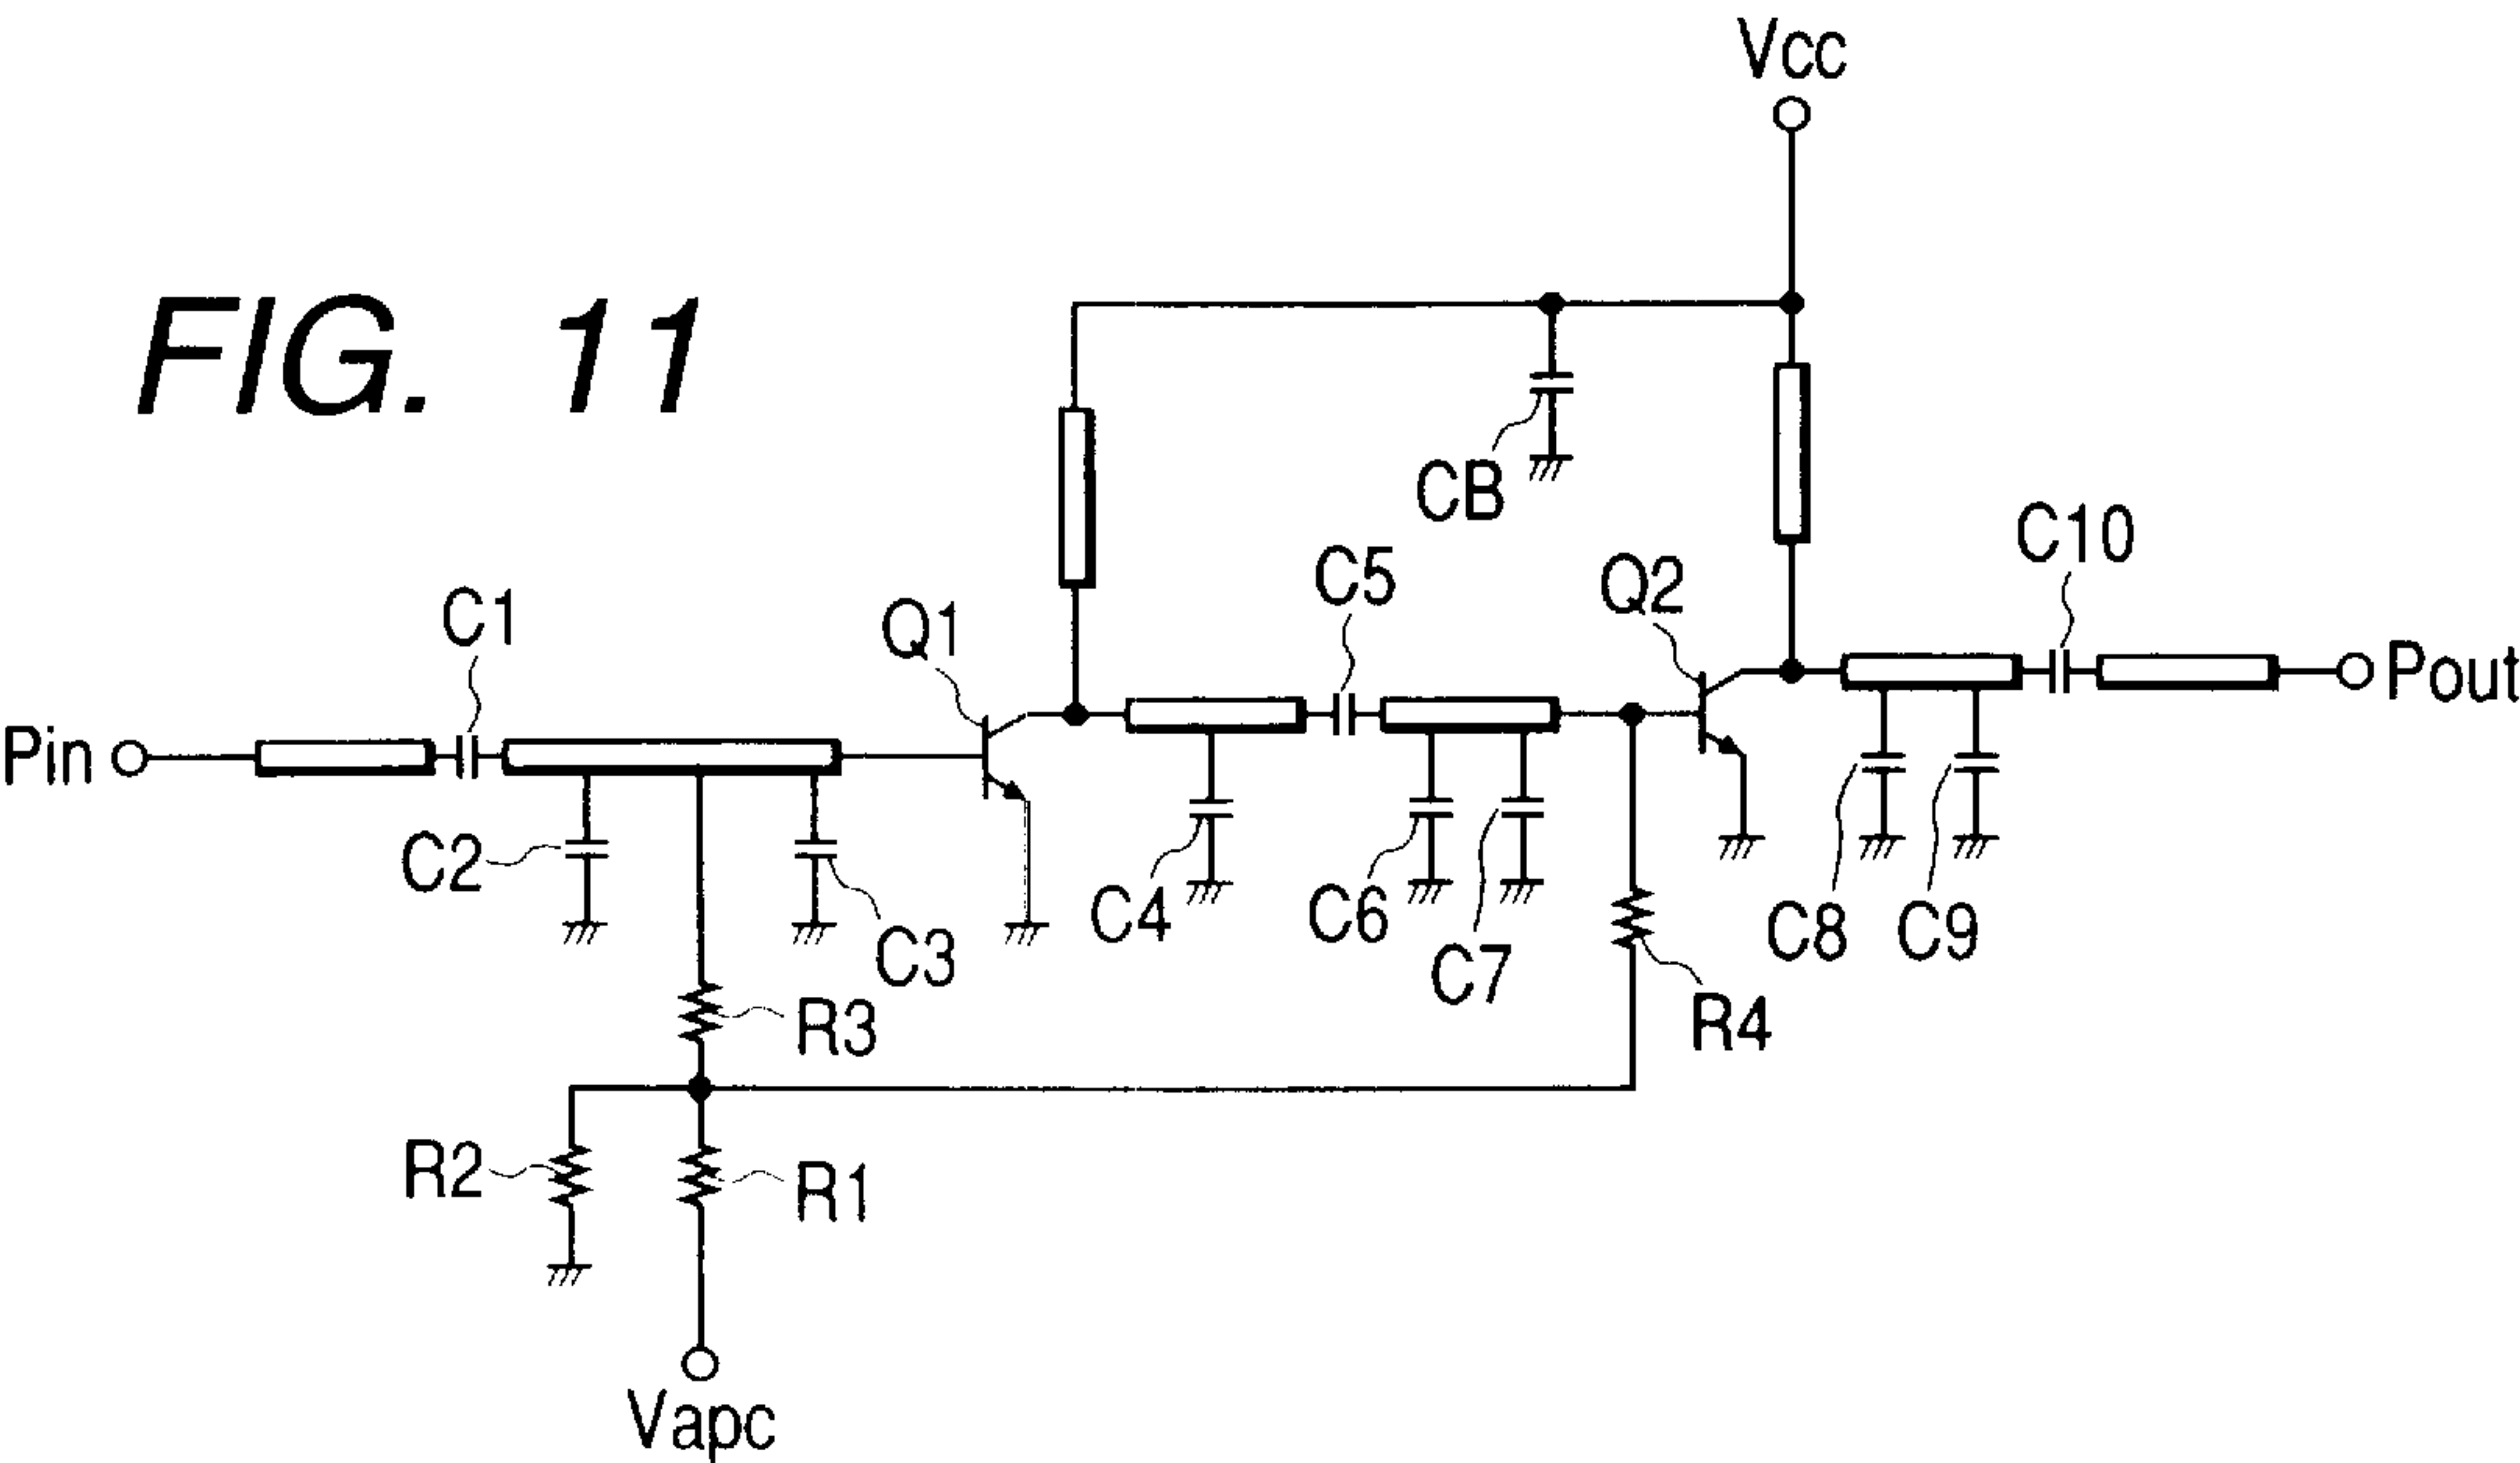 Vcc
FIG. 11
CB
C10
C5
Q2
C1
Q1
Pout
Pin
C2
C4
C6
C8
C9
C3
C7
R3
R4
R2
R1
Vapc